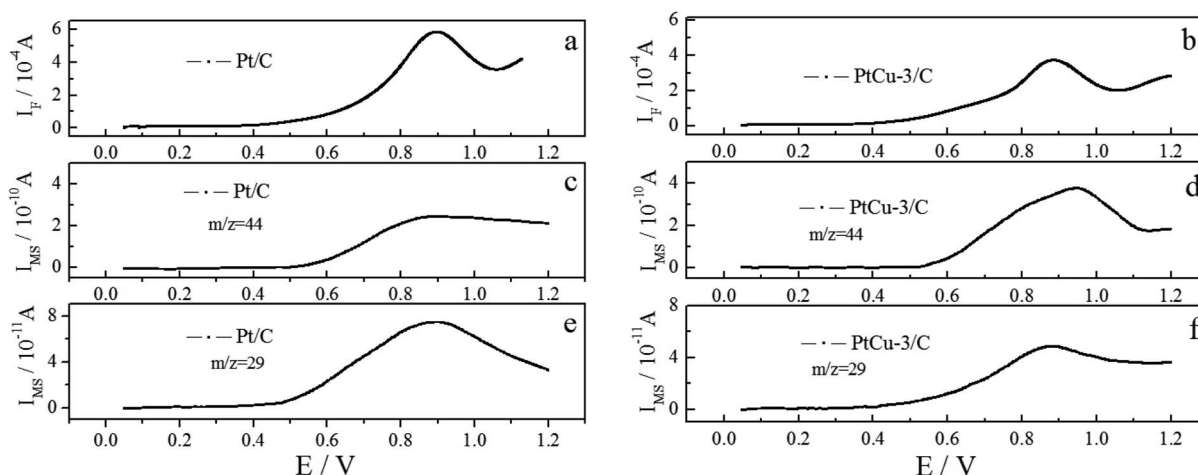 I_F / 10^-4 A
6
4
2
0
—·— Pt/C
a
0.0 0.2 0.4 0.6 0.8 1.0 1.2
I_F / 10^-4 A
6
4
2
0
—·— PtCu-3/C
b
0.0 0.2 0.4 0.6 0.8 1.0 1.2
I_MS / 10^-10 A
4
2
0
—·— Pt/C
m/z=44
c
0.0 0.2 0.4 0.6 0.8 1.0 1.2
I_MS / 10^-10 A
4
2
0
—·— PtCu-3/C
m/z=44
d
0.0 0.2 0.4 0.6 0.8 1.0 1.2
I_MS / 10^-11 A
8
4
0
—·— Pt/C
m/z=29
e
0.0 0.2 0.4 0.6 0.8 1.0 1.2
E / V
I_MS / 10^-11 A
8
4
0
—·— PtCu-3/C
m/z=29
f
0.0 0.2 0.4 0.6 0.8 1.0 1.2
E / V